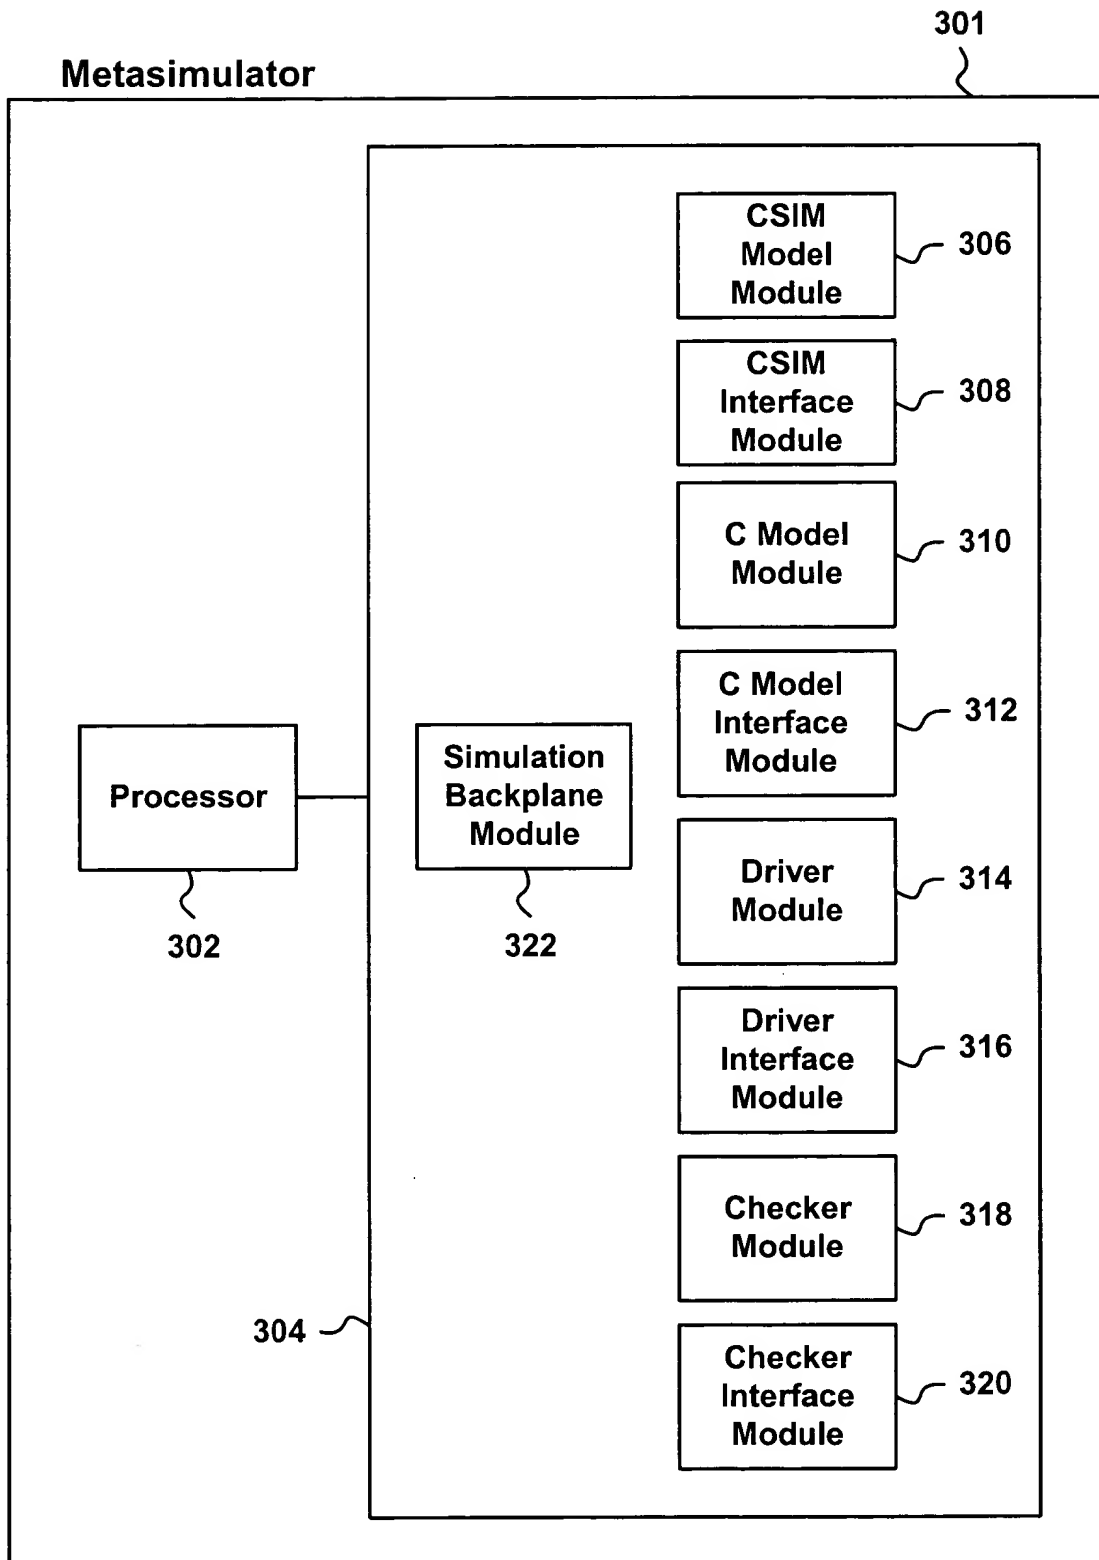 301
Metasimulator
CSIM
Model
Module
306
CSIM
Interface
Module
308
C Model
Module
310
C Model
Interface
Module
312
Processor
302
Simulation
Backplane
Module
322
Driver
Module
314
Driver
Interface
Module
316
Checker
Module
318
304
Checker
Interface
Module
320